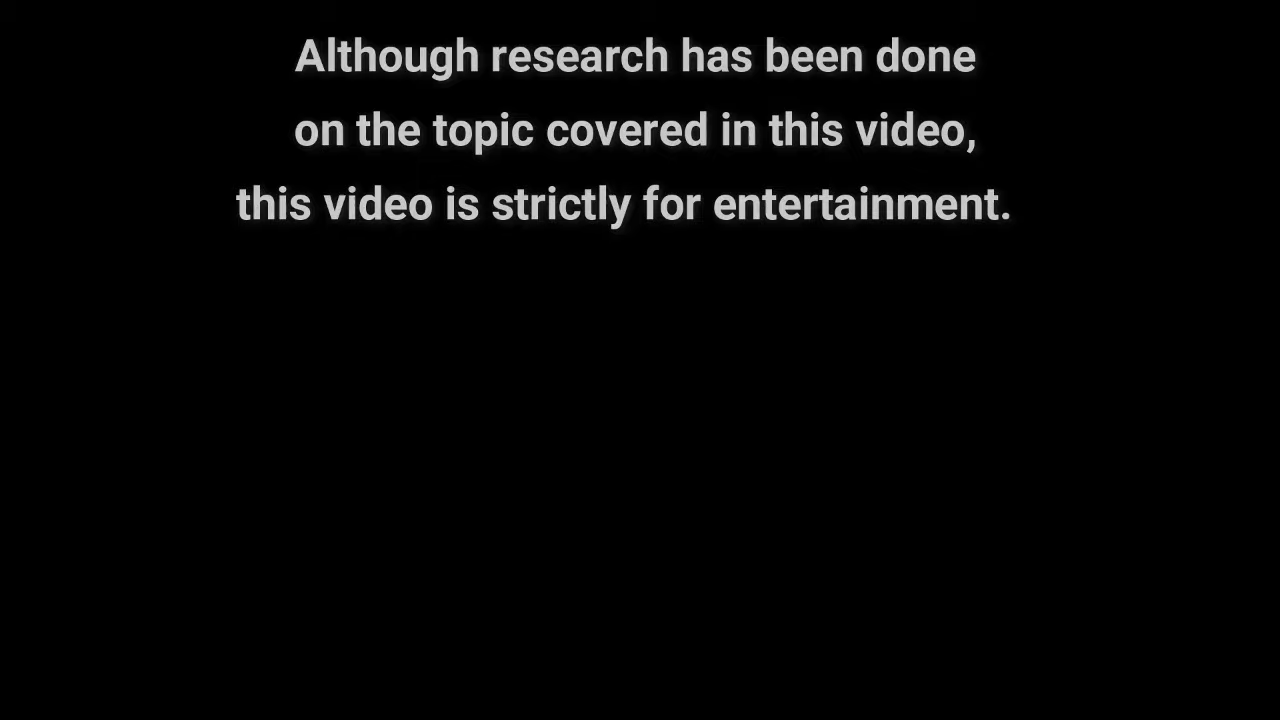 Although research has been done
on the topic covered in this video,
this video is strictly for entertainment.